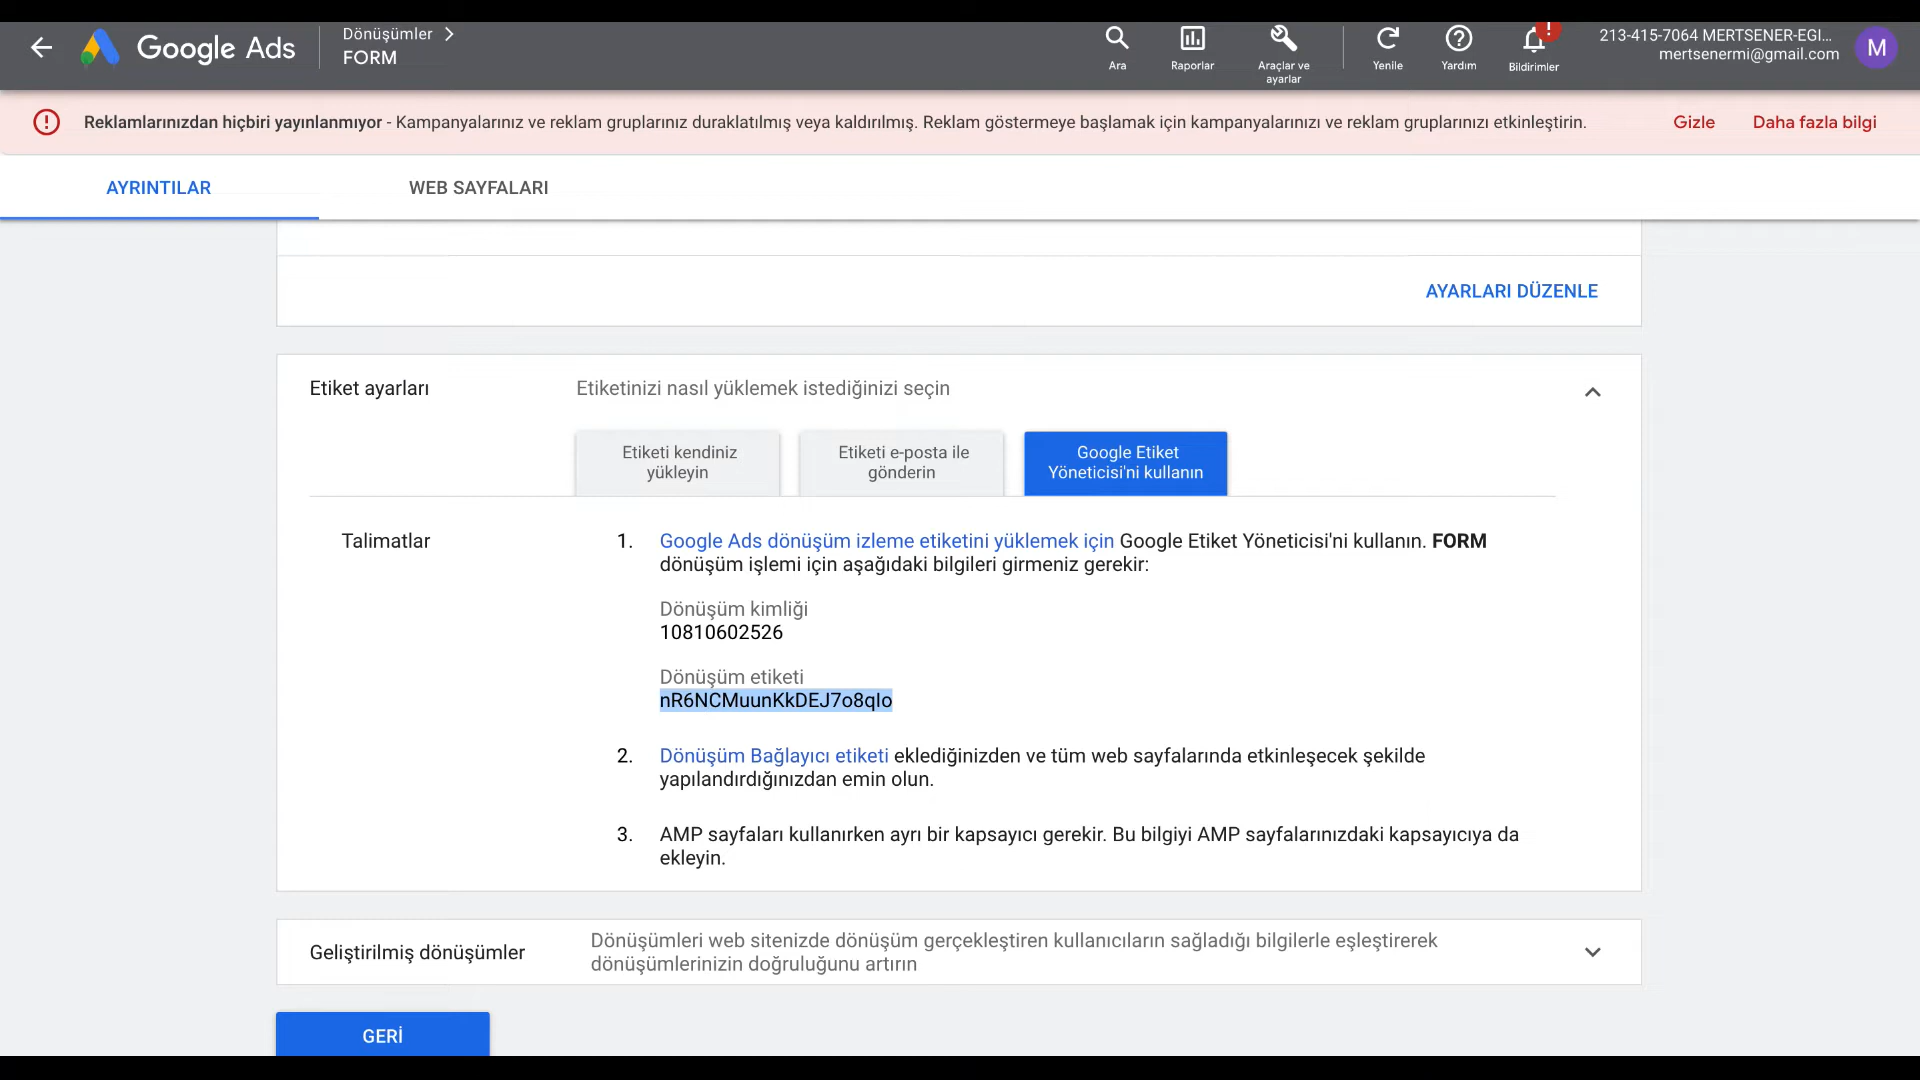 Google Ads
Dönüşümler
FORM
Ara
Raporlar
Araçlar ve
ayarlar
Yenile
Yardım
!
Bildirimler
213-415-7064 MERTSENER-EGI...
mertsenermi@gmail.com
M
Reklamlarınızdan hiçbiri yayınlanmıyor - Kampanyalarınız ve reklam gruplarınız duraklatılmış veya kaldırılmış. Reklam göstermeye başlamak için kampanyalarınızı ve reklam gruplarınızı etkinleştirin.
Gizle
Daha fazla bilgi
AYRINTILAR
WEB SAYFALARI
AYARLARI DÜZENLE
Etiket ayarları
Etiketinizi nasıl yüklemek istediğinizi seçin
Etiketi kendiniz
yükleyin
Etiketi e-posta ile
gönderin
Google Etiket
Yöneticisi'ni kullanın
Talimatlar
1. Google Ads dönüşüm izleme etiketini yüklemek için Google Etiket Yöneticisi'ni kullanın. FORM
dönüşüm işlemi için aşağıdaki bilgileri girmeniz gerekir:
Dönüşüm kimliği
10810602526
Dönüşüm etiketi
nR6NCMuunKkDEJ7o8qIo
2. Dönüşüm Bağlayıcı etiketi eklediğinizden ve tüm web sayfalarında etkinleşecek şekilde
yapılandırdığınızdan emin olun.
3. AMP sayfaları kullanırken ayrı bir kapsayıcı gerekir. Bu bilgiyi AMP sayfalarınızdaki kapsayıcıya da
ekleyin.
Geliştirilmiş dönüşümler
Dönüşümleri web sitenizde dönüşüm gerçekleştiren kullanıcıların sağladığı bilgilerle eşleştirerek
dönüşümlerinizin doğruluğunu artırın
GERİ